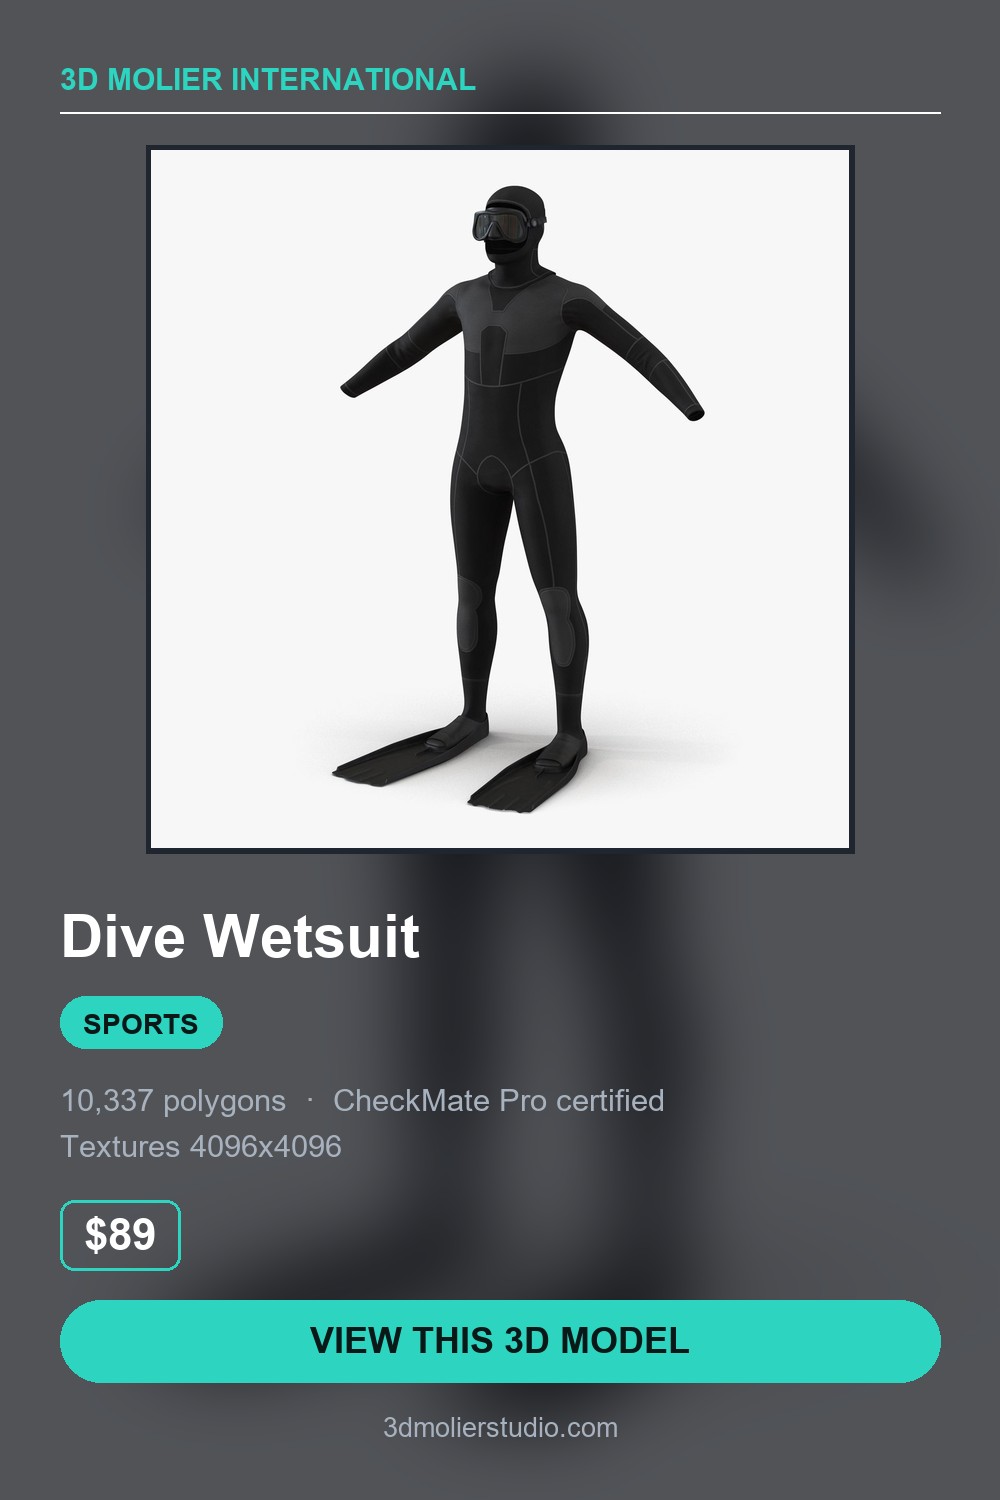 3D MOLIER INTERNATIONAL
Dive Wetsuit
SPORTS
10,337 polygons · CheckMate Pro certified
Textures 4096x4096
$89
VIEW THIS 3D MODEL
3dmolierstudio.com